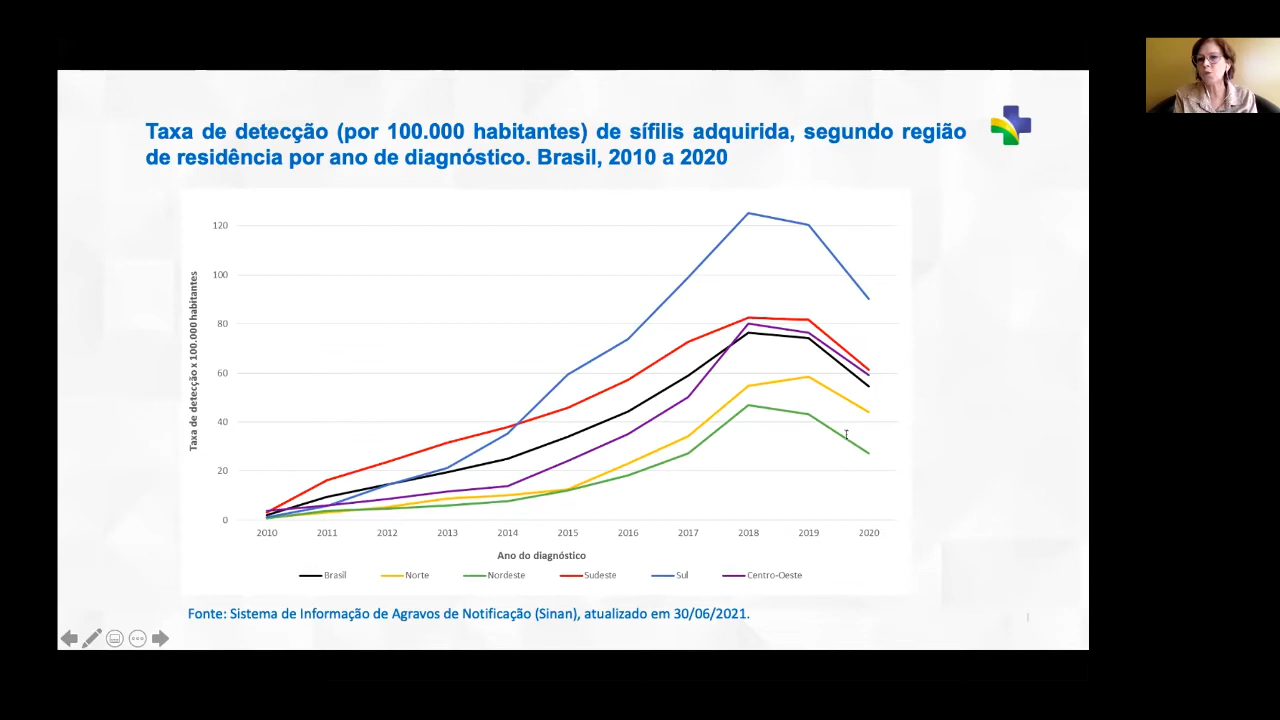 Taxa de detecção (por 100.000 habitantes) de sífilis adquirida, segundo região
de residência por ano de diagnóstico. Brasil, 2010 a 2020
Taxa de detecção x 100.000 habitantes
120
100
80
60
40
20
0
2010 2011 2012 2013 2014 2015 2016 2017 2018 2019 2020
Ano do diagnóstico
Brasil Norte Nordeste Sudeste Sul Centro-Oeste
Fonte: Sistema de Informação de Agravos de Notificação (Sinan), atualizado em 30/06/2021.